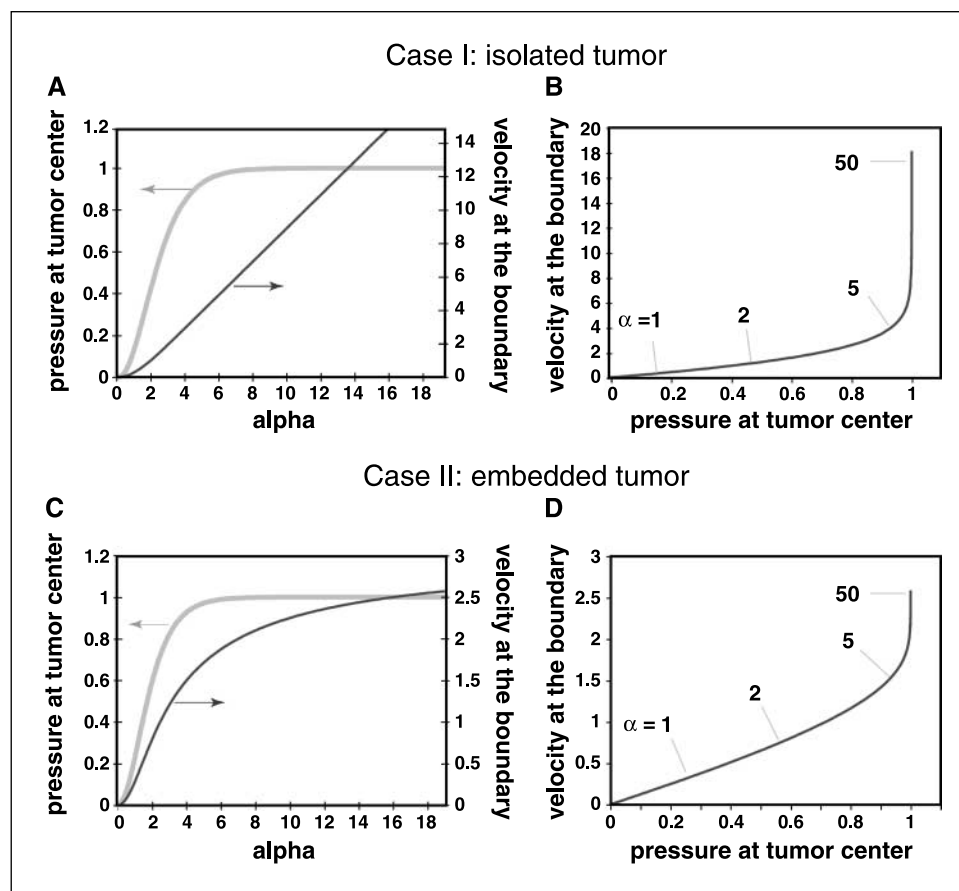 Case I: isolated tumor
A
pressure at tumor center
1.2
1
0.8
0.6
0.4
0.2
0
0 2 4 6 8 10 12 14 16 18
alpha
14
12
10
8
6
4
2
0
velocity at the boundary
B
velocity at the boundary
20
18
16
14
12
10
8
6
4
2
0
50
5
2
α =1
0 0.2 0.4 0.6 0.8 1
pressure at tumor center
Case II: embedded tumor
C
pressure at tumor center
1.2
1
0.8
0.6
0.4
0.2
0
0 2 4 6 8 10 12 14 16 18
alpha
3
2.5
2
1.5
1
0.5
0
velocity at the boundary
D
velocity at the boundary
3
2.5
2
1.5
1
0.5
0
50
5
2
α = 1
0 0.2 0.4 0.6 0.8 1
pressure at tumor center